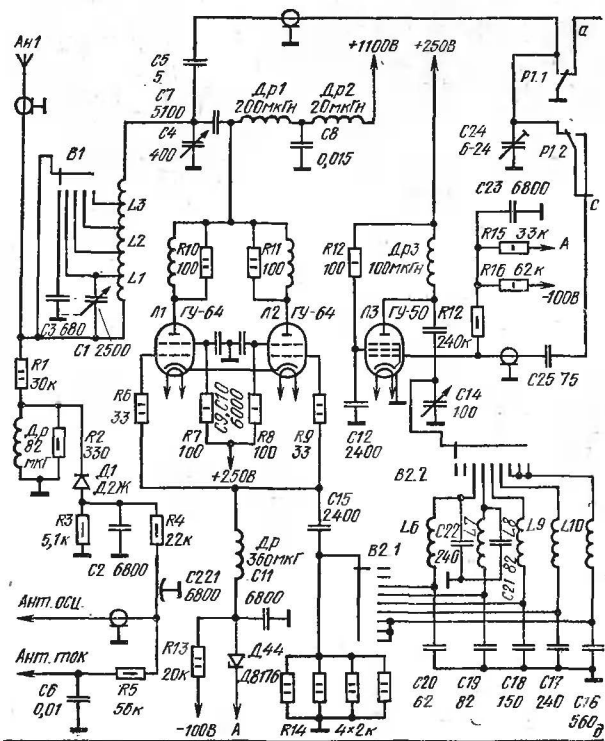 Ан1
C5
5
C7
5100
C4
400
Др1
200мкГн
Др2
20мкГн
C8
0,015
+1100В
+250В
а
Р1.1
C24
6-24
Р1.2
C23 6800
с
R15 33к
А
R16 62к
-100В
В1
L3
L2
L1
C3 680
C1 2500
R10
100
R11
100
R12
100
Др3
100мкГн
Л1
ГУ-64
Л2
ГУ-64
Л3
ГУ-50
R12
240к
C25 75
C14
100
R1
30к
Др
82
мкГ
R2
330
Д1
Д2Ж
R6
33
C9,C10
6000
R7
100
R8
100
R9
33
+250В
C12
2400
В2.2
R3
5,1к
R4
22к
C2 6800
C221
6800
Др
360мкГ
C11
6800
C15
2400
В2.1
L6
C22
240
L7
C21 82
L8
L9
L10
Ант.осц.
Ант.ток
C6
0,01
R5
56к
R13
20к
-100В
Д44
Д817б
А
R14
4×2к
C20
62
C19
82
C18
150
C17
240
C16
560
д